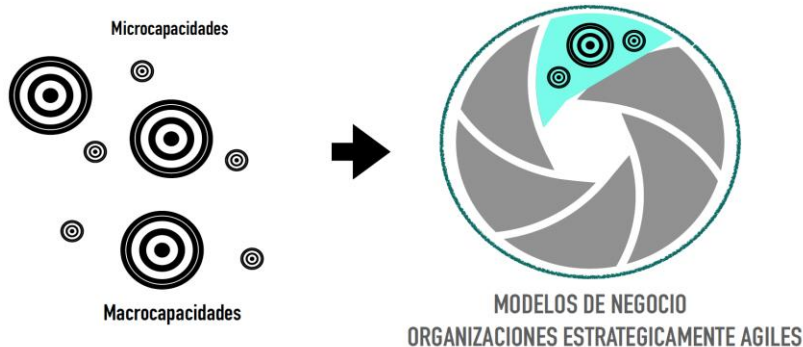 Microcapacidades
Macrocapacidades
MODELOS DE NEGOCIO
ORGANIZACIONES ESTRATEGICAMENTE AGILES